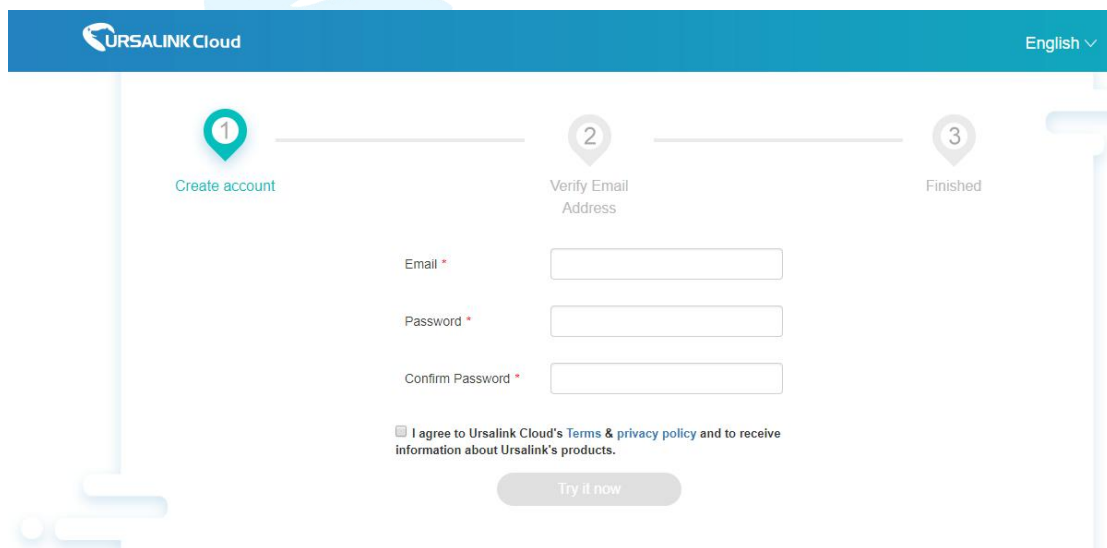 URSALINK Cloud
English
1
2
3
Create account
Verify Email
Address
Finished
Email *
Password *
Confirm Password *
I agree to Ursalink Cloud's Terms & privacy policy and to receive
information about Ursalink's products.
Try it now